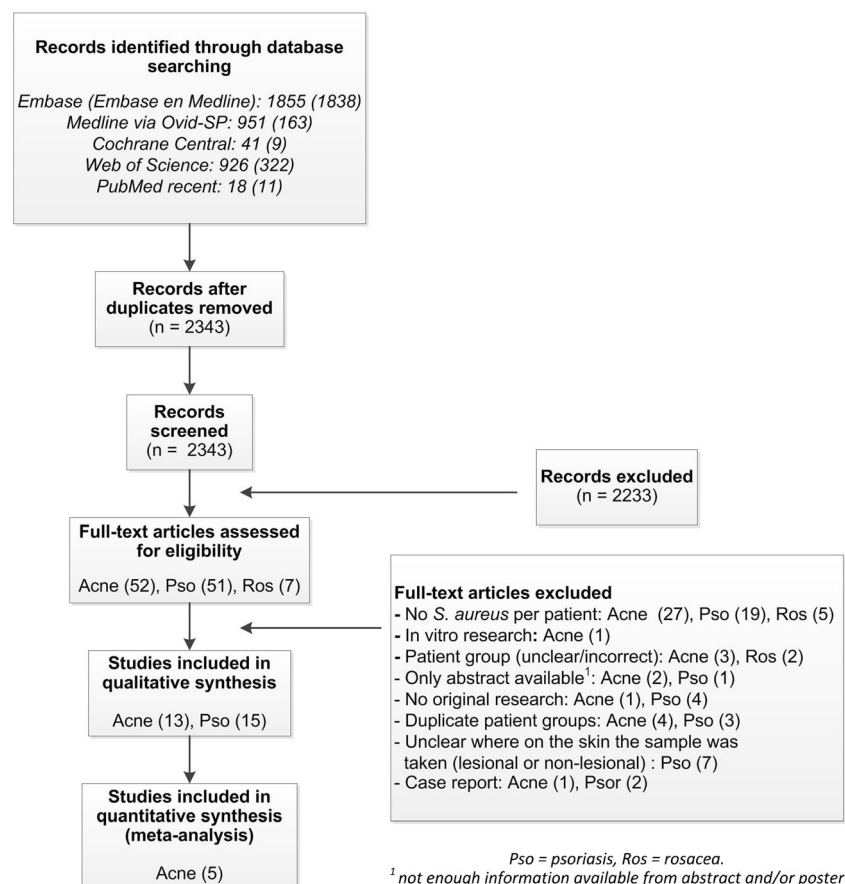 Records identified through database
searching
Embase (Embase en Medline): 1855 (1838)
Medline via Ovid-SP: 951 (163)
Cochrane Central: 41 (9)
Web of Science: 926 (322)
PubMed recent: 18 (11)
Records after
duplicates removed
(n = 2343)
Records
screened
(n = 2343)
Records excluded
(n = 2233)
Full-text articles assessed
for eligibility
Acne (52), Pso (51), Ros (7)
Full-text articles excluded
- No S. aureus per patient: Acne (27), Pso (19), Ros (5)
- In vitro research: Acne (1)
- Patient group (unclear/incorrect): Acne (3), Ros (2)
- Only abstract available¹: Acne (2), Pso (1)
- No original research: Acne (1), Pso (4)
- Duplicate patient groups: Acne (4), Pso (3)
- Unclear where on the skin the sample was
taken (lesional or non-lesional) : Pso (7)
- Case report: Acne (1), Psor (2)
Studies included in
qualitative synthesis
Acne (13), Pso (15)
Studies included in
quantitative synthesis
(meta-analysis)
Acne (5)
Pso = psoriasis, Ros = rosacea.
¹ not enough information available from abstract and/or poster